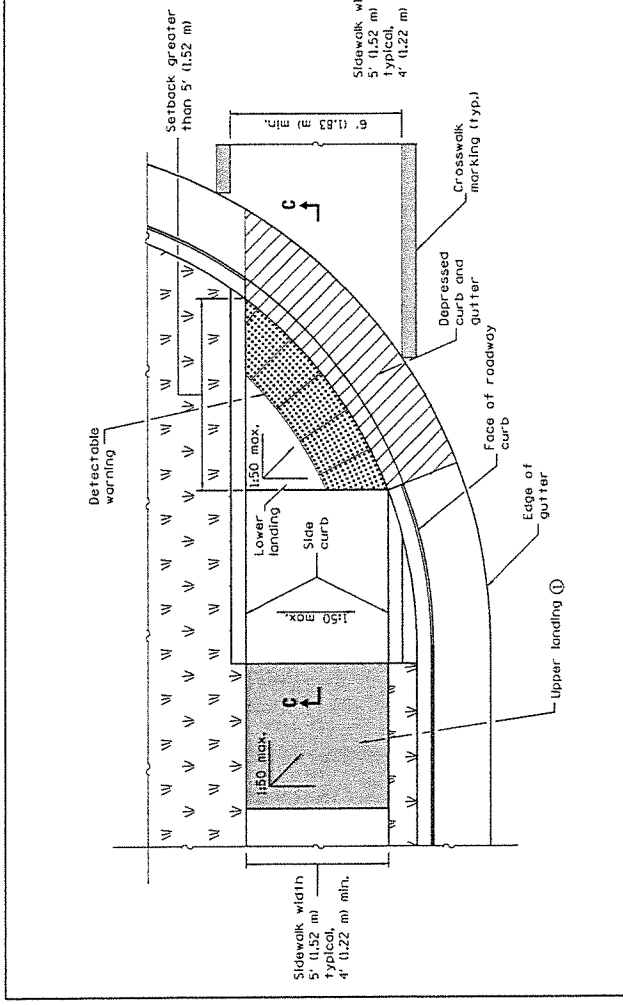 Setback greater
than 5' (1.52 m)
Detectable
warning
Sidewalk wi
5' (1.52 m)
typical,
4' (1.22 m)
6' (1.83 m) min.
C
Crosswalk
marking (typ.)
1:50 max.
Lower
landing
Side
curb
Depressed
curb and
gutter
1:50 max.
Face of roadway
curb
C
1:50 max.
Edge of
gutter
Upper landing ①
Sidewalk width
5' (1.52 m)
typical,
4' (1.22 m) min.